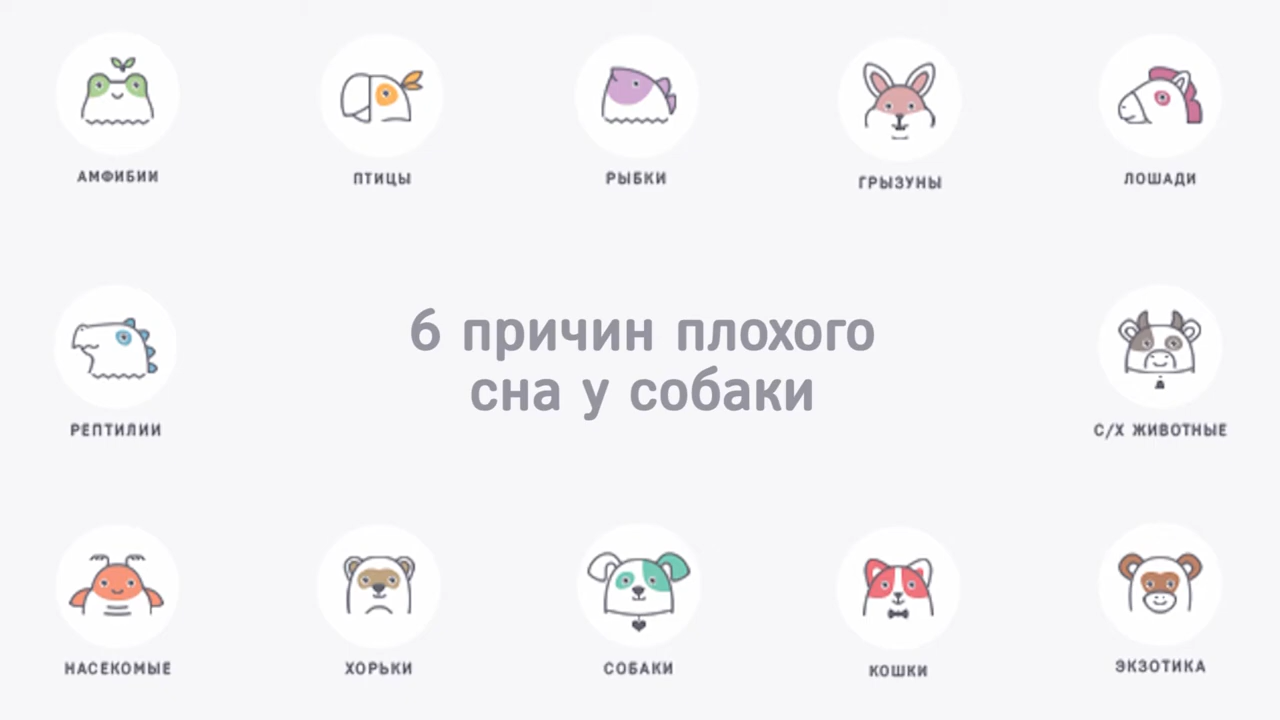 АМФИБИИ
ПТИЦЫ
РЫБКИ
ГРЫЗУНЫ
ЛОШАДИ
РЕПТИЛИИ
6 причин плохого
сна у собаки
С/Х ЖИВОТНЫЕ
НАСЕКОМЫЕ
ХОРЬКИ
СОБАКИ
КОШКИ
ЭКЗОТИКА